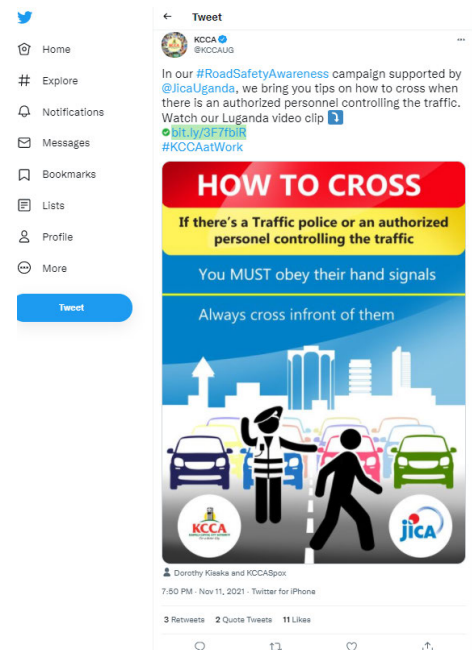 Tweet
Home
Explore
Notifications
Messages
Bookmarks
Lists
Profile
More
Tweet
KCCA
@KCCAUG
In our #RoadSafetyAwareness campaign supported by
@JicaUganda, we bring you tips on how to cross when
there is an authorized personnel controlling the traffic.
Watch our Luganda video clip
bit.ly/3F7fbiR
#KCCAatWork
HOW TO CROSS
If there's a Traffic police or an authorized
personel controlling the traffic
You MUST obey their hand signals
Always cross infront of them
KCCA
jiCA
Dorothy Kisaka and KCCASpox
7:50 PM · Nov 11, 2021 · Twitter for iPhone
3 Retweets 2 Quote Tweets 11 Likes